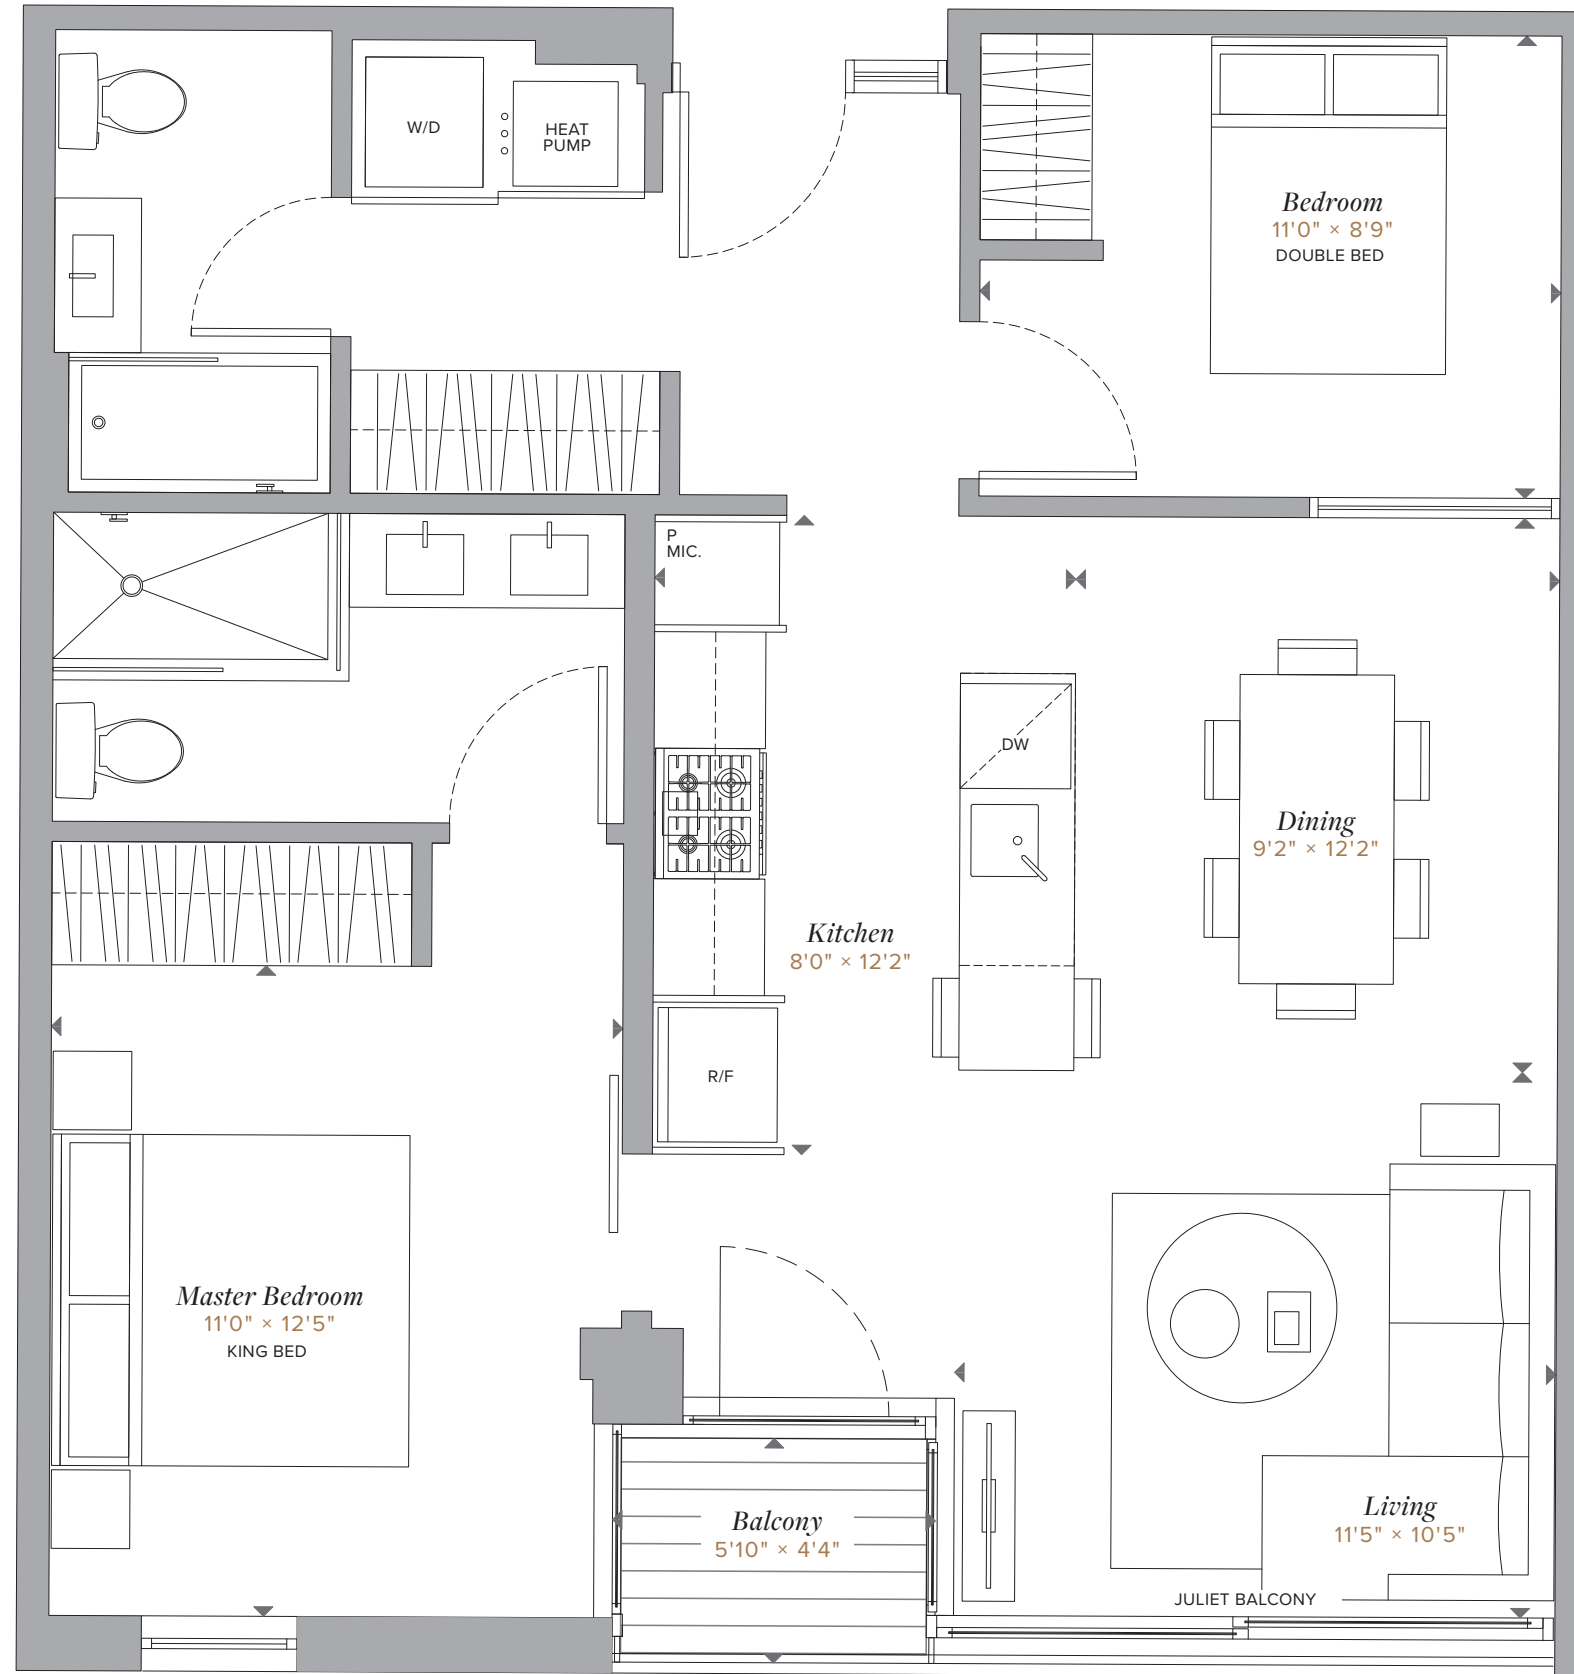 W/D
HEAT
PUMP
Bedroom
11'0" × 8'9"
DOUBLE BED
P
MIC.
DW
Dining
9'2" × 12'2"
Kitchen
8'0" × 12'2"
R/F
Master Bedroom
11'0" × 12'5"
KING BED
Balcony
5'10" × 4'4"
Living
11'5" × 10'5"
JULIET BALCONY